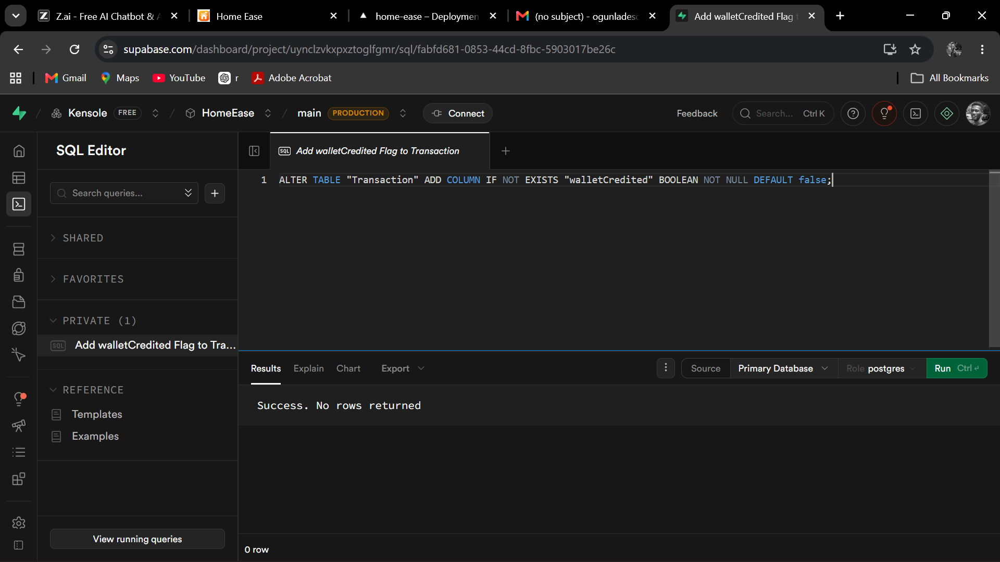 Z.ai - Free AI Chatbot & A
Home Ease
home-ease – Deploymen
(no subject) - ogunladesc
Add walletCredited Flag t
supabase.com/dashboard/project/uynclzvkxpxztoglfgmr/sql/fabfd681-0853-44cd-8fbc-5903017be26c
Gmail
Maps
YouTube
r
Adobe Acrobat
All Bookmarks
Kensole FREE
HomeEase
main PRODUCTION
Connect
Feedback
Search... Ctrl K
SQL Editor
SQL Add walletCredited Flag to Transaction
Search queries...
1 ALTER TABLE "Transaction" ADD COLUMN IF NOT EXISTS "walletCredited" BOOLEAN NOT NULL DEFAULT false;
SHARED
FAVORITES
PRIVATE (1)
SQL Add walletCredited Flag to Tra...
REFERENCE
Templates
Examples
View running queries
Results
Explain
Chart
Export
Source
Primary Database
Role postgres
Run Ctrl
Success. No rows returned
0 row